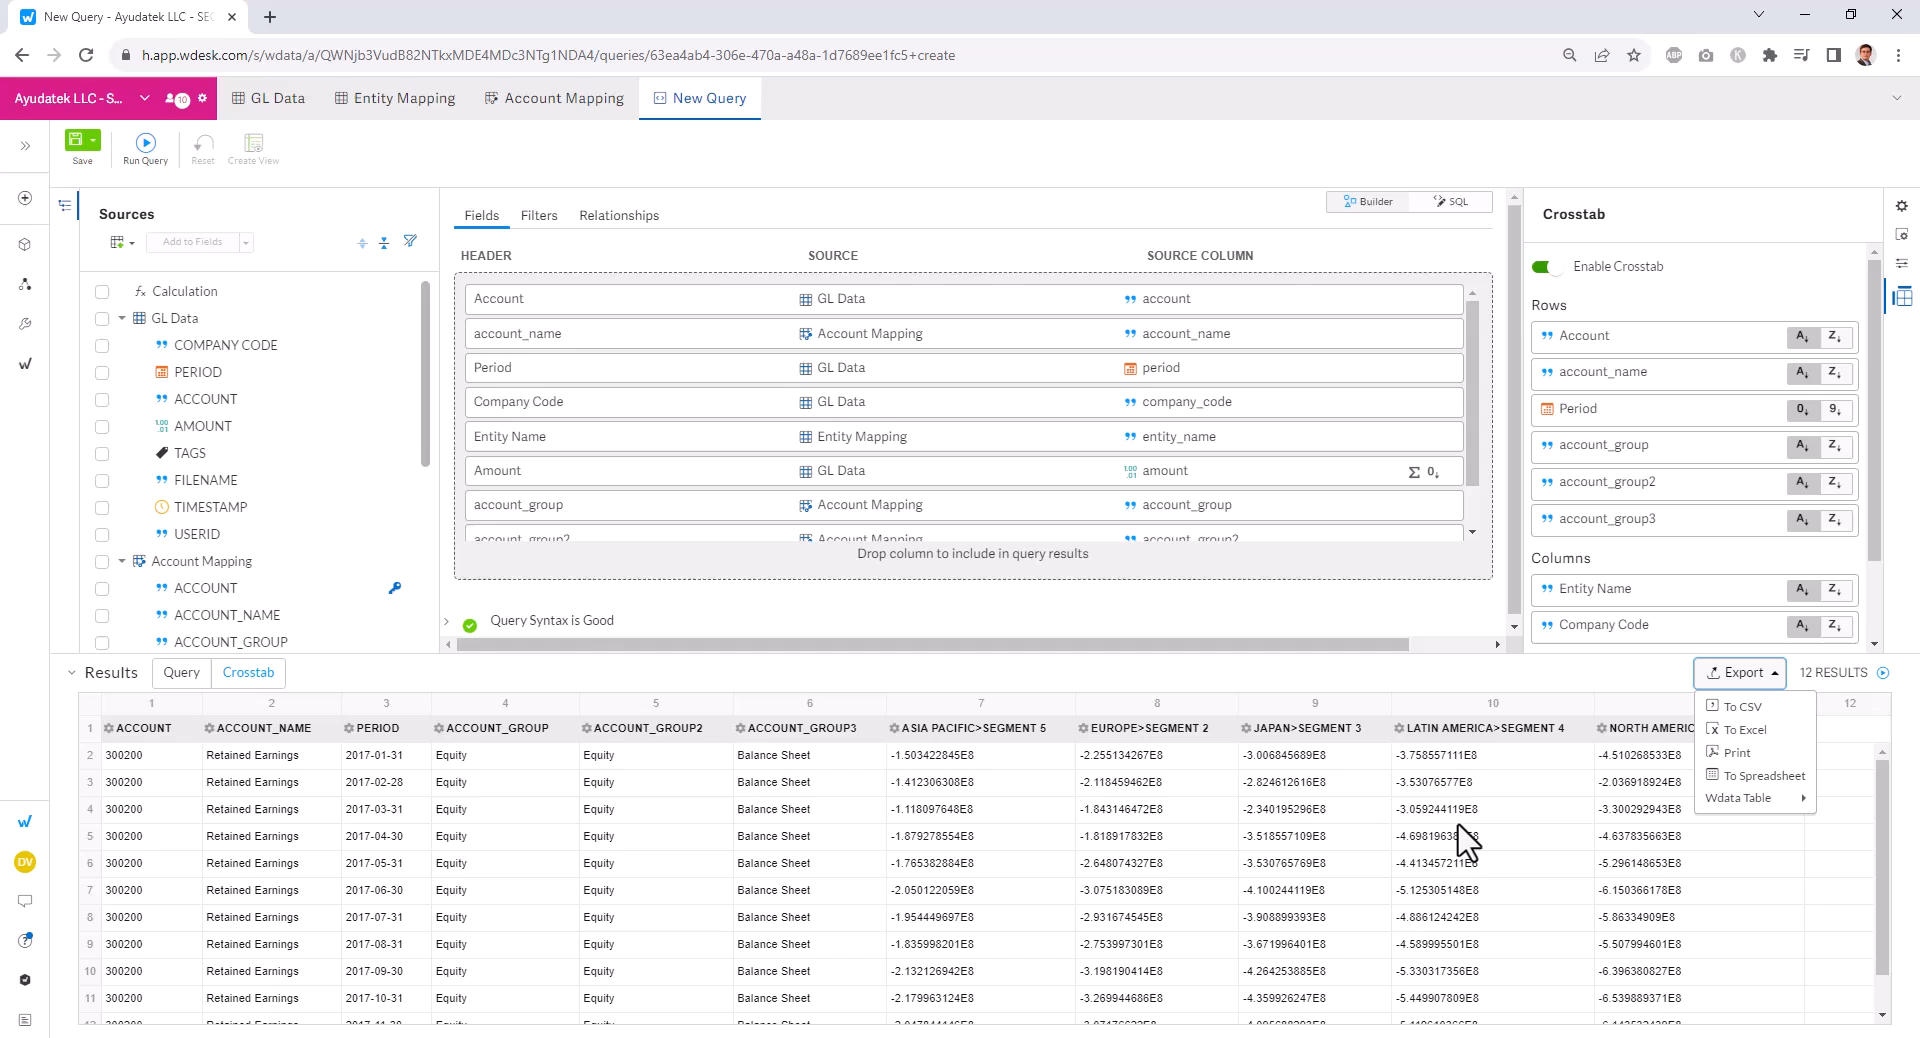 New Query - Ayudatek LLC - SEC
h.app.wdesk.com/s/wdata/a/QWNjb3VudB82NTkxMDE4MDc3NTg1NDA4/queries/63ea4ab4-306e-470a-a48a-1d7689ee1fc5+create
ABP
K
Ayudatek LLC - S... 10 GL Data Entity Mapping Account Mapping New Query
Save Run Query Reset Create View
Sources
Add to Fields
Calculation
GL Data
COMPANY CODE
PERIOD
ACCOUNT
AMOUNT
TAGS
FILENAME
TIMESTAMP
USERID
Account Mapping
ACCOUNT
ACCOUNT_NAME
ACCOUNT_GROUP
Fields Filters Relationships
Builder SQL
HEADER SOURCE SOURCE COLUMN
Account GL Data account
account_name Account Mapping account_name
Period GL Data period
Company Code GL Data company_code
Entity Name Entity Mapping entity_name
Amount GL Data amount Σ 0↓
account_group Account Mapping account_group
account_group2 Account Mapping account_group2
Drop column to include in query results
Query Syntax is Good
Crosstab
Enable Crosstab
Rows
Account A↓ Z↓
account_name A↓ Z↓
Period 0↓ 9↓
account_group A↓ Z↓
account_group2 A↓ Z↓
account_group3 A↓ Z↓
Columns
Entity Name A↓ Z↓
Company Code A↓ Z↓
Results Query Crosstab
Export 12 RESULTS
To CSV
To Excel
Print
To Spreadsheet
Wdata Table
1 2 3 4 5 6 7 8 9 10 12
1 ACCOUNT ACCOUNT_NAME PERIOD ACCOUNT_GROUP ACCOUNT_GROUP2 ACCOUNT_GROUP3 ASIA PACIFIC>SEGMENT 5 EUROPE>SEGMENT 2 JAPAN>SEGMENT 3 LATIN AMERICA>SEGMENT 4 NORTH AMERIC
2 300200 Retained Earnings 2017-01-31 Equity Equity Balance Sheet -1.503422845E8 -2.255134267E8 -3.006845689E8 -3.758557111E8 -4.510268533E8
3 300200 Retained Earnings 2017-02-28 Equity Equity Balance Sheet -1.412306308E8 -2.118459462E8 -2.824612616E8 -3.53076577E8 -2.036918924E8
4 300200 Retained Earnings 2017-03-31 Equity Equity Balance Sheet -1.118097648E8 -1.843146472E8 -2.340195296E8 -3.059244119E8 -3.300292943E8
5 300200 Retained Earnings 2017-04-30 Equity Equity Balance Sheet -1.879278554E8 -1.818917832E8 -3.518557109E8 -4.637835663E8
6 300200 Retained Earnings 2017-05-31 Equity Equity Balance Sheet -1.765382884E8 -2.648074327E8 -3.530765769E8 -4.413457211E8 -5.296148653E8
7 300200 Retained Earnings 2017-06-30 Equity Equity Balance Sheet -2.050122059E8 -3.075183089E8 -4.100244119E8 -5.125305148E8 -6.150366178E8
8 300200 Retained Earnings 2017-07-31 Equity Equity Balance Sheet -1.954449697E8 -2.931674545E8 -3.908899393E8 -4.886124242E8 -5.86334909E8
9 300200 Retained Earnings 2017-08-31 Equity Equity Balance Sheet -1.835998201E8 -2.753997301E8 -3.671996401E8 -4.589995501E8 -5.507994601E8
10 300200 Retained Earnings 2017-09-30 Equity Equity Balance Sheet -2.132126942E8 -3.198190414E8 -4.264253885E8 -5.330317356E8 -6.396380827E8
11 300200 Retained Earnings 2017-10-31 Equity Equity Balance Sheet -2.179963124E8 -3.269944686E8 -4.359926247E8 -5.449907809E8 -6.539889371E8
DV